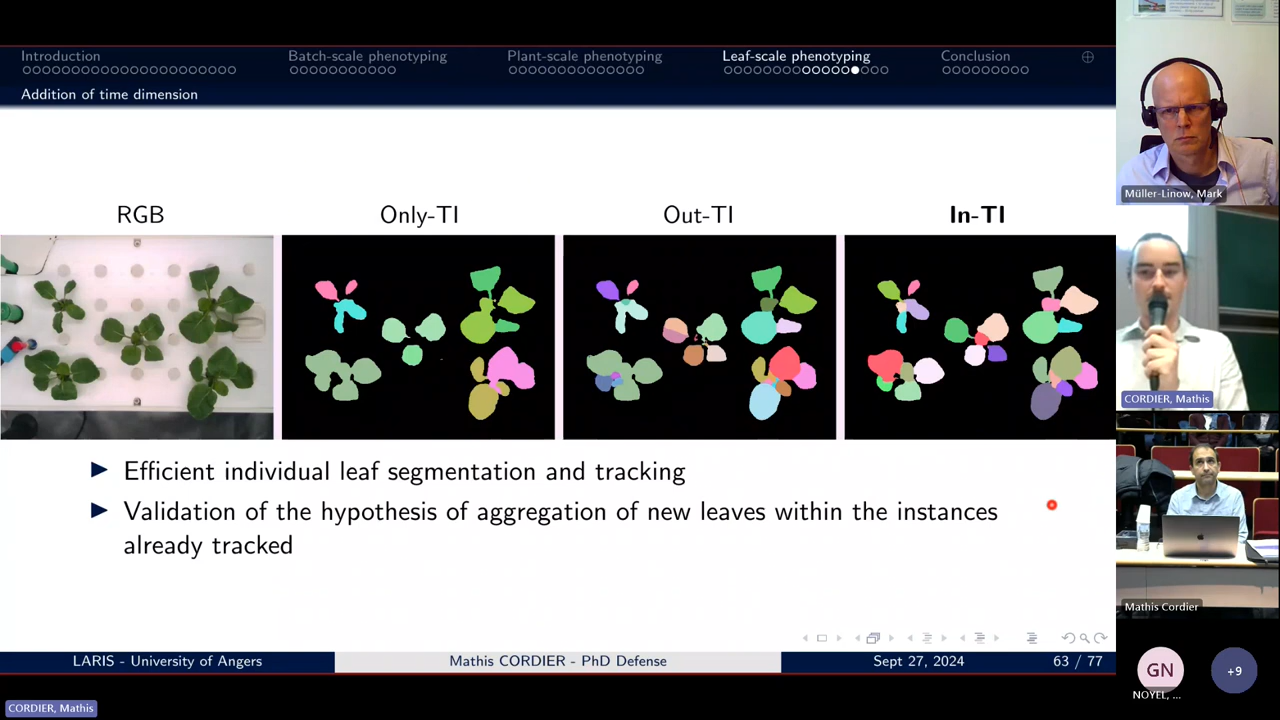 Introduction
Batch-scale phenotyping
Plant-scale phenotyping
Leaf-scale phenotyping
Conclusion
Addition of time dimension
RGB
Only-TI
Out-TI
In-TI
Efficient individual leaf segmentation and tracking
Validation of the hypothesis of aggregation of new leaves within the instances
already tracked
LARIS - University of Angers
Mathis CORDIER - PhD Defense
Sept 27, 2024
63 / 77
Müller-Linow, Mark
CORDIER, Mathis
Mathis Cordier
GN
NOYEL, ...
+9
CORDIER, Mathis